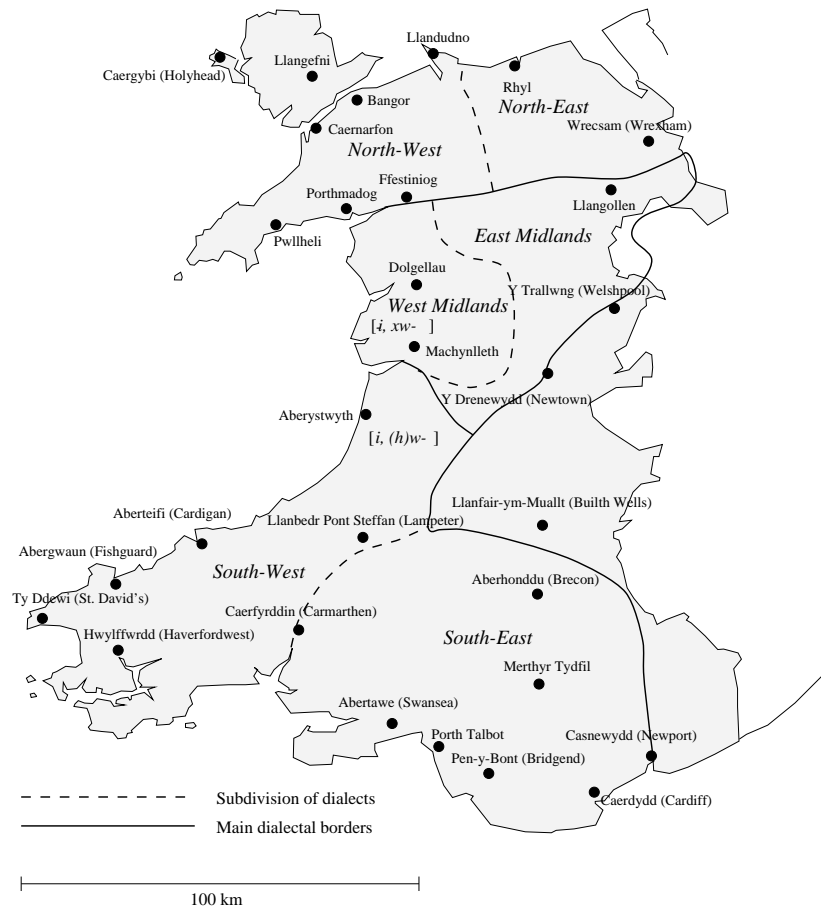 Llandudno
Caergybi (Holyhead)
Llangefni
Rhyl
Bangor
North-East
Caernarfon
Wrecsam (Wrexham)
North-West
Ffestiniog
Porthmadog
Llangollen
Pwllheli
East Midlands
Dolgellau
Y Trallwng (Welshpool)
West Midlands
[ɨ, xw- ]
Machynlleth
Y Drenewydd (Newtown)
Aberystwyth
[i, (h)w- ]
Llanfair-ym-Muallt (Builth Wells)
Aberteifi (Cardigan)
Llanbedr Pont Steffan (Lampeter)
Abergwaun (Fishguard)
South-West
Aberhonddu (Brecon)
Ty Ddewi (St. David's)
Caerfyrddin (Carmarthen)
Hwylffwrdd (Haverfordwest)
South-East
Merthyr Tydfil
Abertawe (Swansea)
Porth Talbot
Casnewydd (Newport)
Pen-y-Bont (Bridgend)
Caerdydd (Cardiff)
Subdivision of dialects
Main dialectal borders
100 km